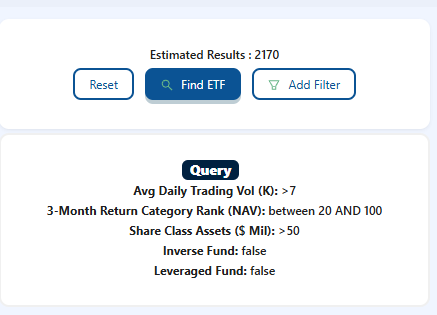 Estimated Results : 2170
Reset Find ETF Add Filter
Query
Avg Daily Trading Vol (K): >7
3-Month Return Category Rank (NAV): between 20 AND 100
Share Class Assets ($ Mil): >50
Inverse Fund: false
Leveraged Fund: false